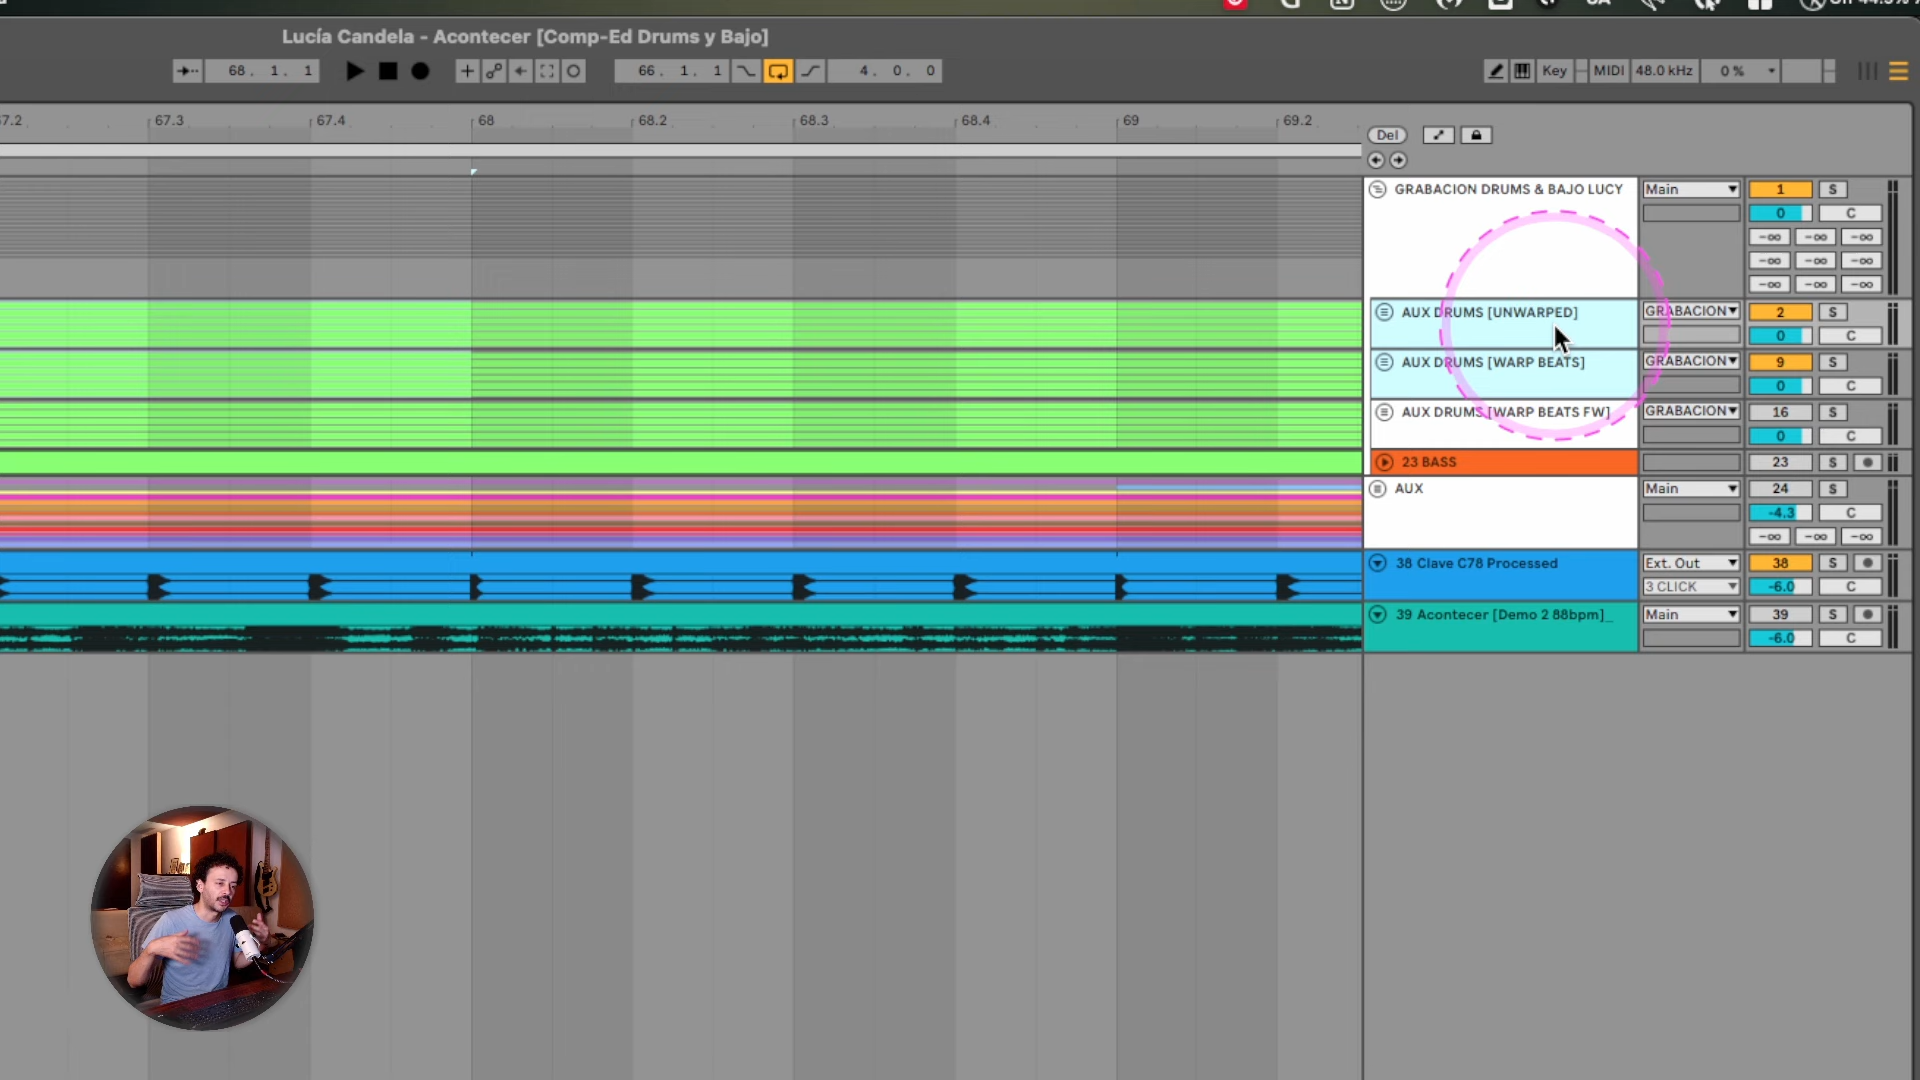 Lucía Candela - Acontecer [Comp-Ed Drums y Bajo]
68. 1. 1
66. 1. 1
4. 0. 0
Key
MIDI
48.0 kHz
0 %
67.3
67.4
68
68.2
68.3
68.4
69
69.2
Del
GRABACION DRUMS & BAJO LUCY
Main
1
S
0
C
-∞ -∞ -∞
-∞ -∞ -∞
-∞ -∞ -∞
AUX DRUMS [UNWARPED]
GRABACION
2
S
0
C
AUX DRUMS [WARP BEATS]
GRABACION
9
S
0
C
AUX DRUMS [WARP BEATS FW]
GRABACION
16
S
0
C
23 BASS
23
S
AUX
Main
24
S
-4.3
C
-∞ -∞ -∞
38 Clave C78 Processed
Ext. Out
38
S
3 CLICK
-6.0
C
39 Acontecer [Demo 2 88bpm]_
Main
39
S
-6.0
C